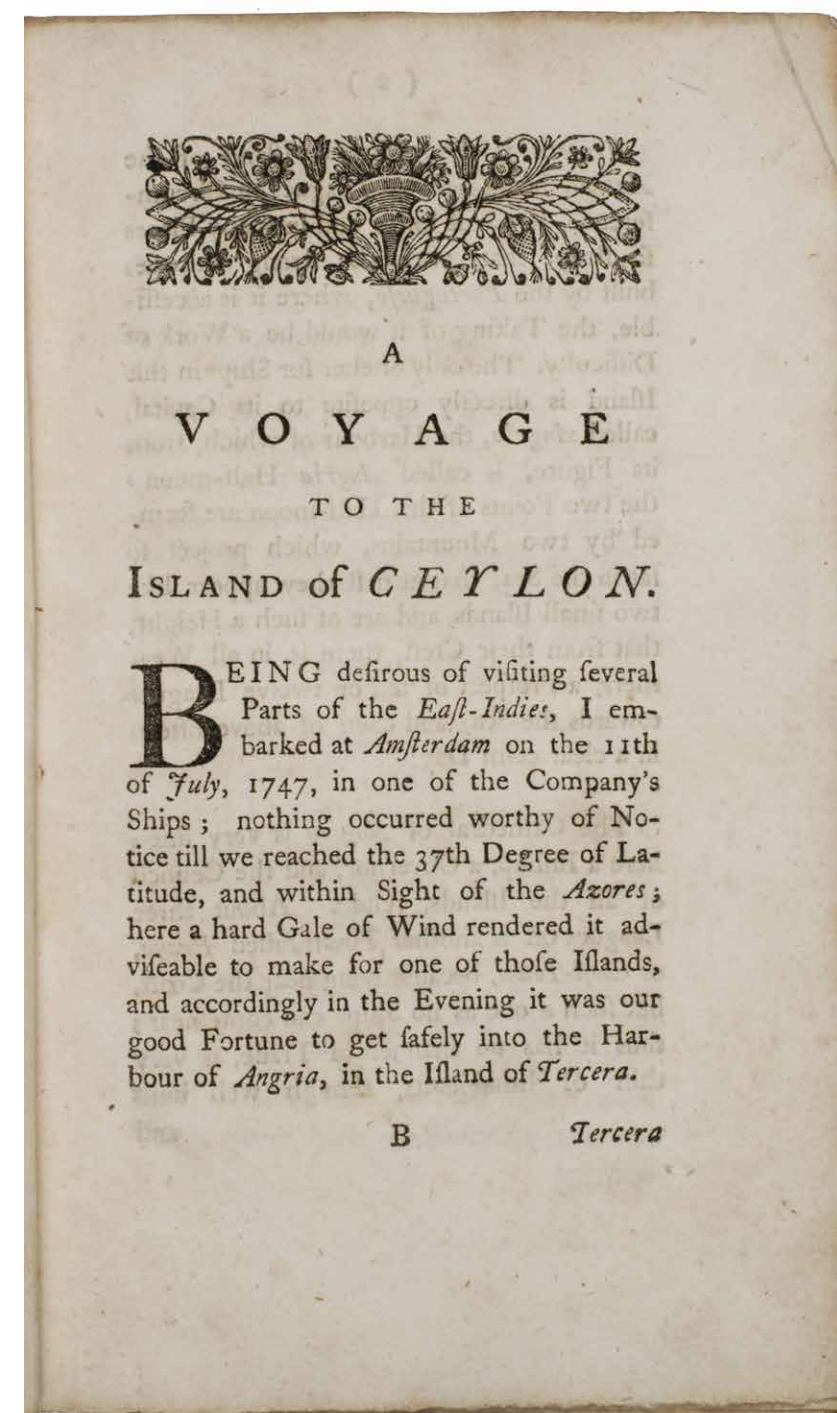 A
VOYAGE
TO THE
ISLAND of CEYLON.
BEING deſirous of viſiting ſeveral
Parts of the Eaſt-Indies, I em-
barked at Amſterdam on the 11th
of July, 1747, in one of the Company's
Ships; nothing occurred worthy of No-
tice till we reached the 37th Degree of La-
titude, and within Sight of the Azores;
here a hard Gale of Wind rendered it ad-
viſeable to make for one of thoſe Iſlands,
and accordingly in the Evening it was our
good Fortune to get ſafely into the Har-
bour of Angria, in the Iſland of Tercera.
B Tercera